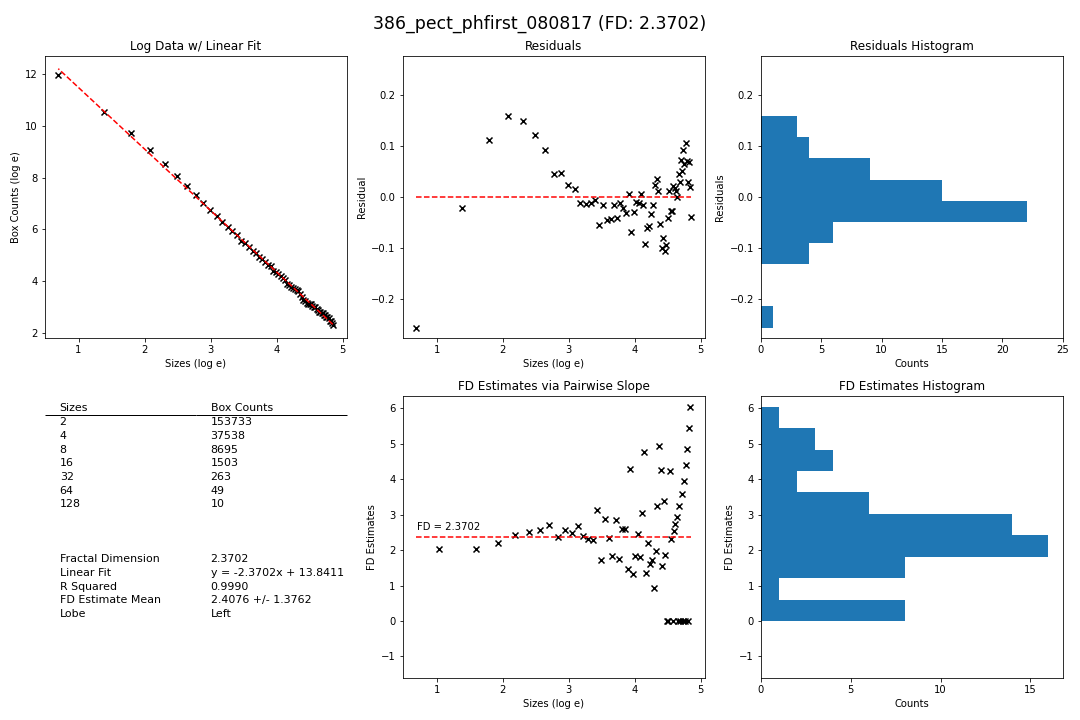 386_pect_phfirst_080817 (FD: 2.3702)
Log Data w/ Linear Fit
12
10
8
6
4
2
Box Counts (log e)
1 2 3 4 5
Sizes (log e)
Residuals
0.2
0.1
0.0
−0.1
−0.2
Residual
1 2 3 4 5
Sizes (log e)
Residuals Histogram
0.2
0.1
0.0
−0.1
−0.2
Residuals
0 5 10 15 20 25
Counts
Sizes Box Counts
2 153733
4 37538
8 8695
16 1503
32 263
64 49
128 10
Fractal Dimension 2.3702
Linear Fit y = -2.3702x + 13.8411
R Squared 0.9990
FD Estimate Mean 2.4076 +/- 1.3762
Lobe Left
FD Estimates via Pairwise Slope
6
5
4
3
2
1
0
−1
FD Estimates
FD = 2.3702
1 2 3 4 5
Sizes (log e)
FD Estimates Histogram
6
5
4
3
2
1
0
−1
FD Estimates
0 5 10 15
Counts